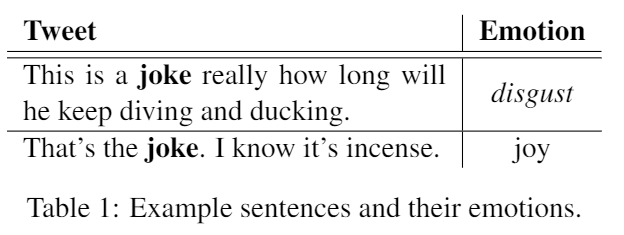 Tweet Emotion
This is a joke really how long will
he keep diving and ducking.
disgust
That's the joke. I know it's incense.
joy
Table 1: Example sentences and their emotions.